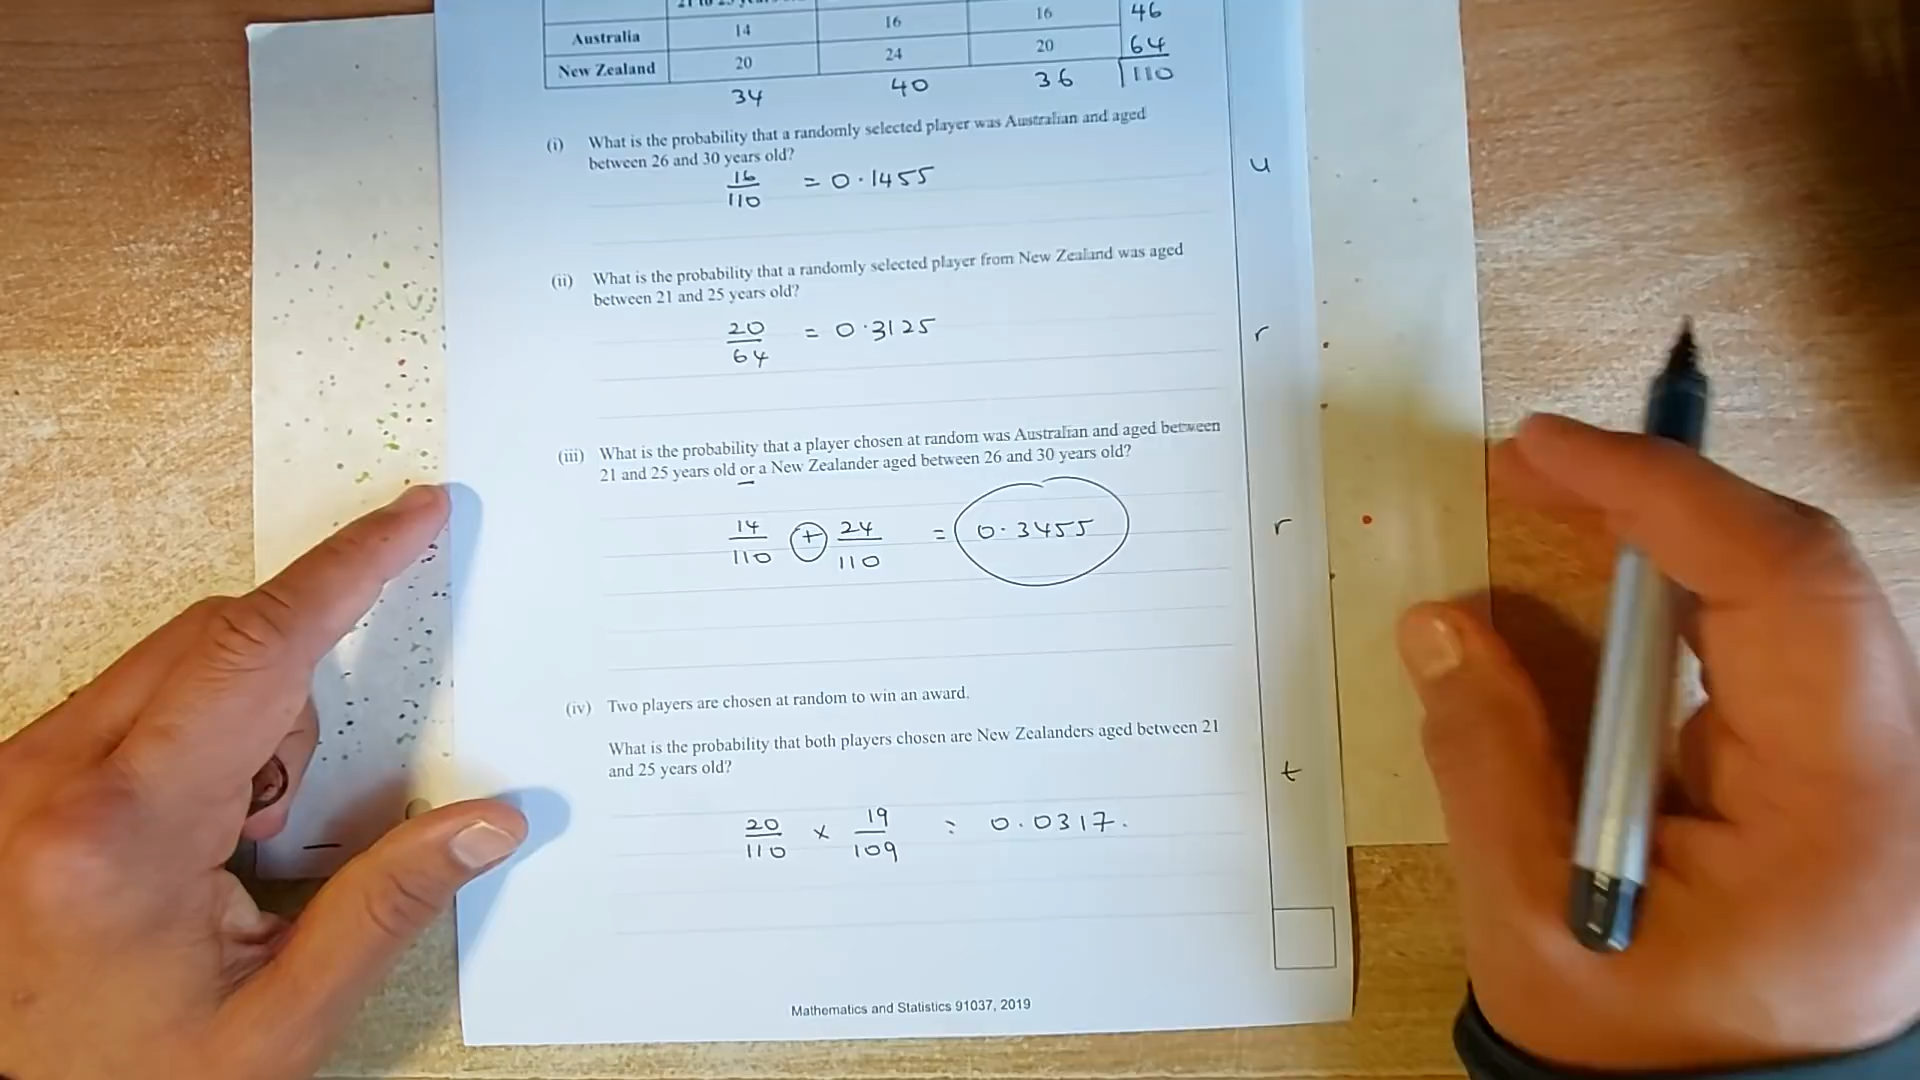 16 46
Australia 14 16
New Zealand 20 24 20 64
34 40 36 110
(i) What is the probability that a randomly selected player was Australian and aged
between 26 and 30 years old?
16/110 = 0.1455
u
(ii) What is the probability that a randomly selected player from New Zealand was aged
between 21 and 25 years old?
20/64 = 0.3125
r
(iii) What is the probability that a player chosen at random was Australian and aged between
21 and 25 years old or a New Zealander aged between 26 and 30 years old?
14/110 + 24/110 = 0.3455
r
(iv) Two players are chosen at random to win an award.
What is the probability that both players chosen are New Zealanders aged between 21
and 25 years old?
t
20/110 x 19/109 = 0.0317.
Mathematics and Statistics 91037, 2019